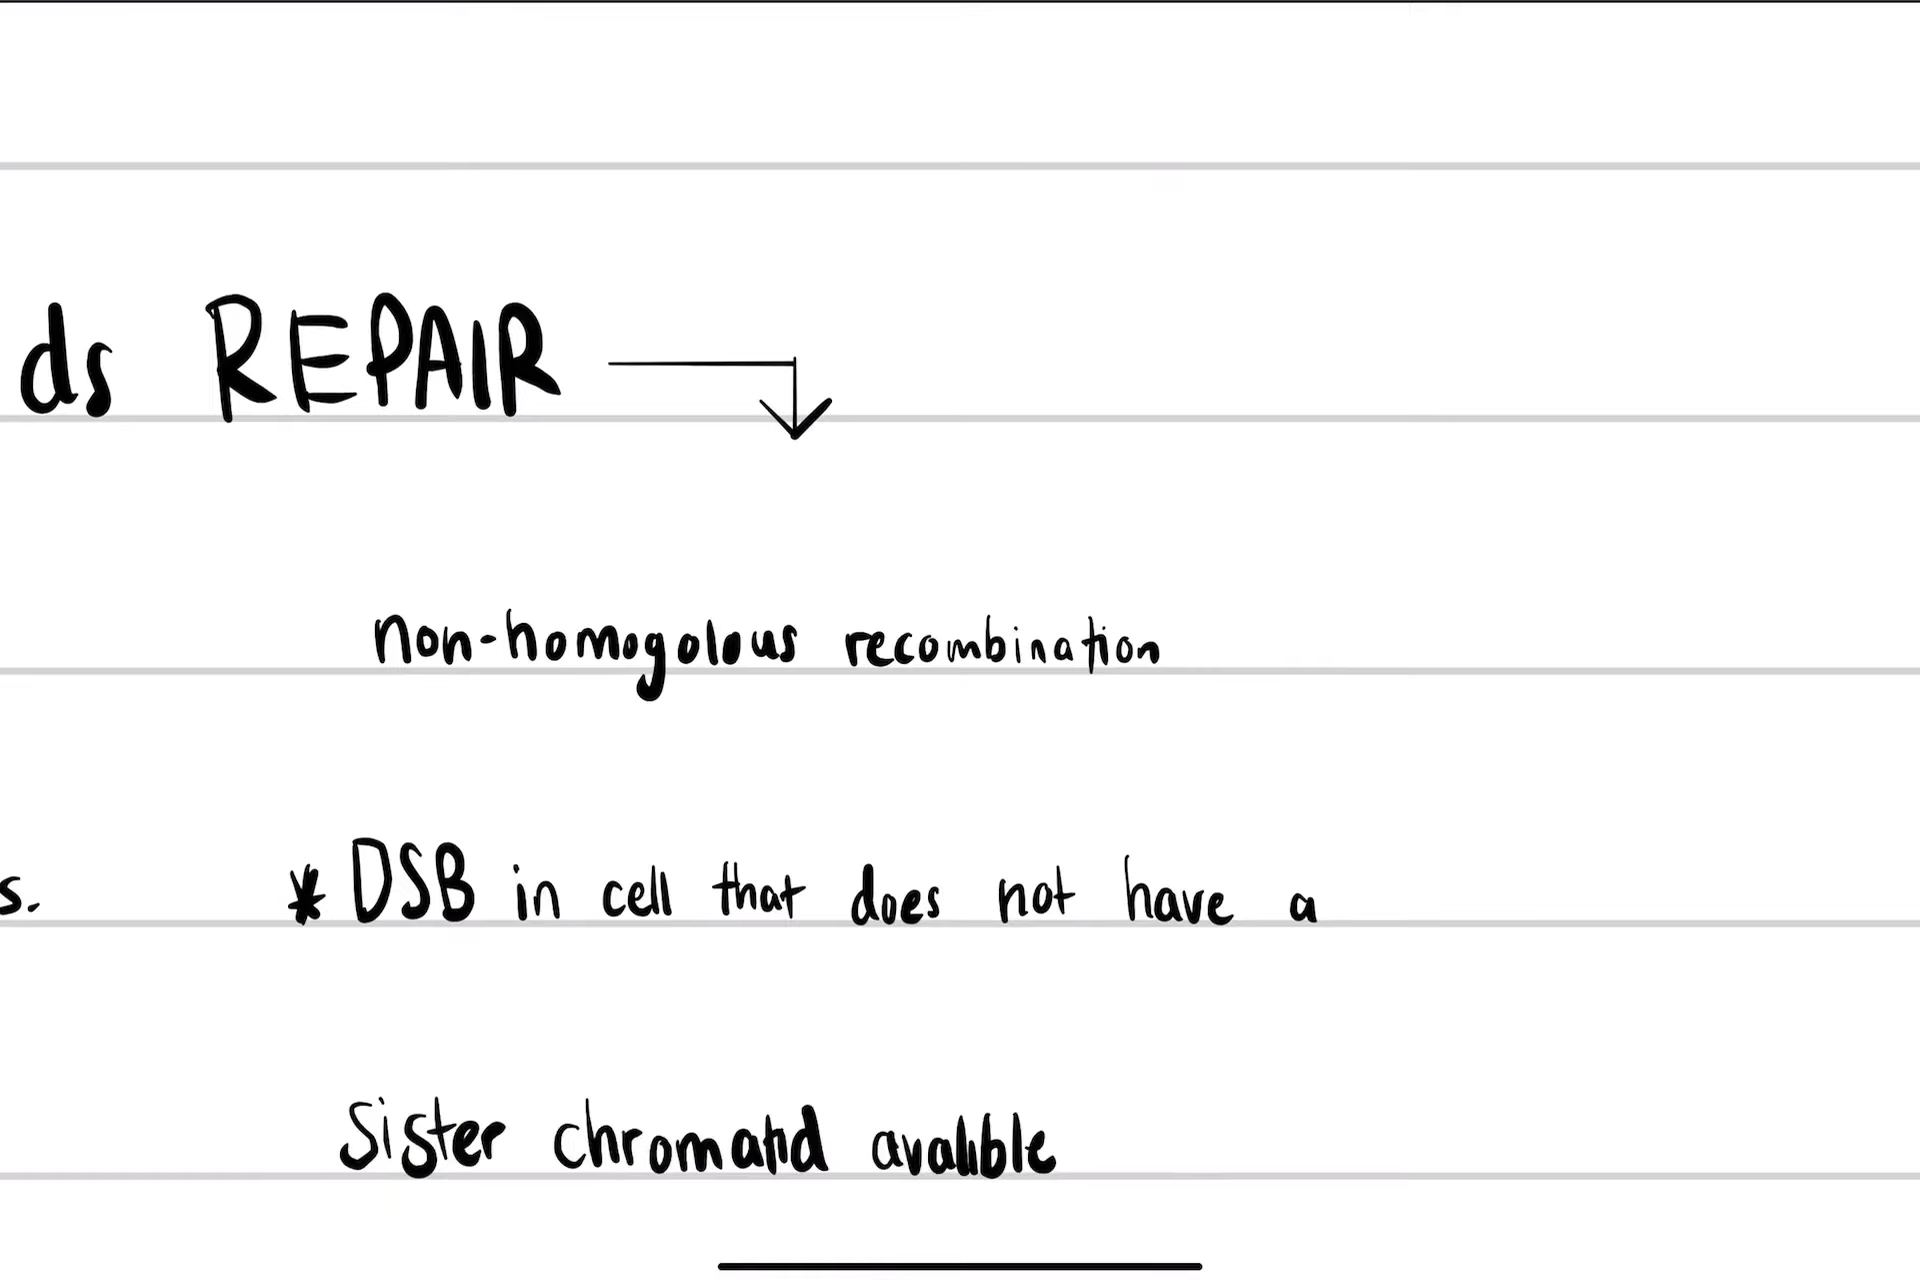 ds REPAIR
non-homogolous recombination
s. * DSB in cell that does not have a
Sister chromatid avalible